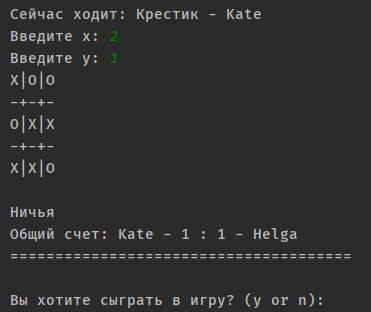 Сейчас ходит: Крестик - Kate
Введите x: 2
Введите y: 1
X|O|O
-+-+-
O|X|X
-+-+-
X|X|O
Ничья
Общий счет: Kate - 1 : 1 - Helga
======================================
Вы хотите сыграть в игру? (y or n):